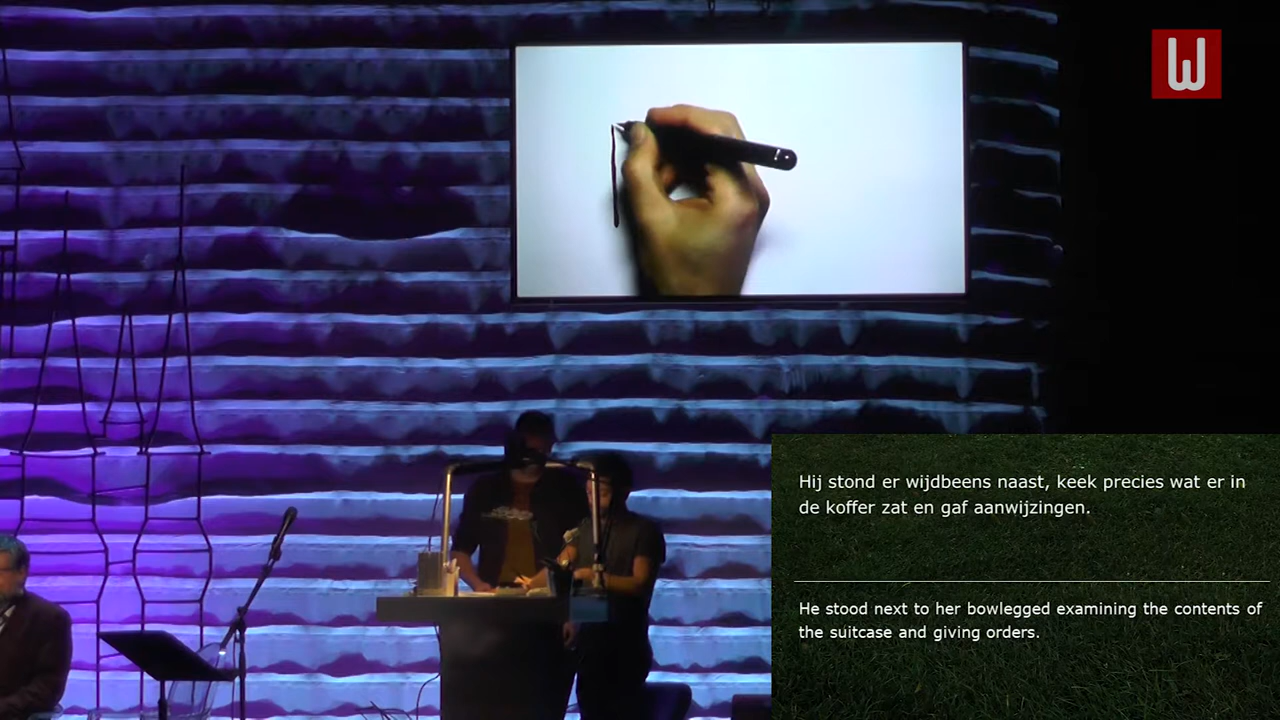 W
Hij stond er wijdbeens naast, keek precies wat er in
de koffer zat en gaf aanwijzingen.
He stood next to her bowlegged examining the contents of
the suitcase and giving orders.